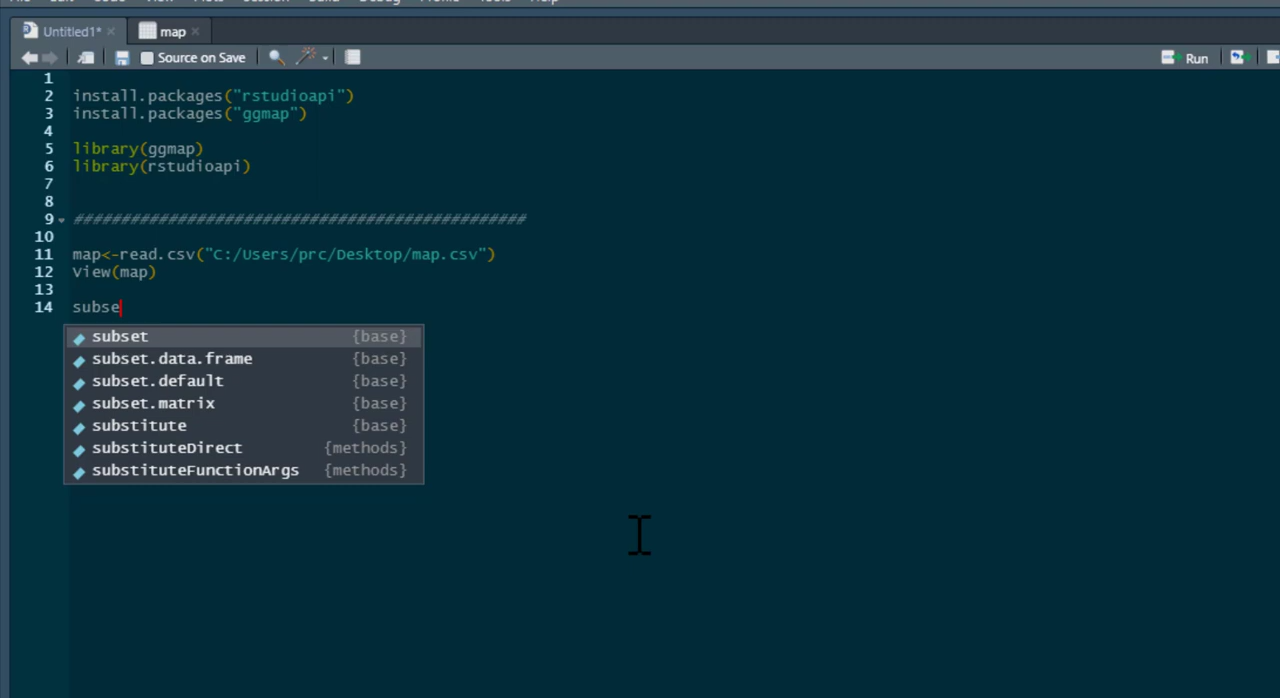 Untitled1* × map ×
Source on Save Run
1
2 install.packages("rstudioapi")
3 install.packages("ggmap")
4
5 library(ggmap)
6 library(rstudioapi)
7
8
9 #################################################
10
11 map<-read.csv("C:/Users/prc/Desktop/map.csv")
12 View(map)
13
14 subse
subset {base}
subset.data.frame {base}
subset.default {base}
subset.matrix {base}
substitute {base}
substituteDirect {methods}
substituteFunctionArgs {methods}